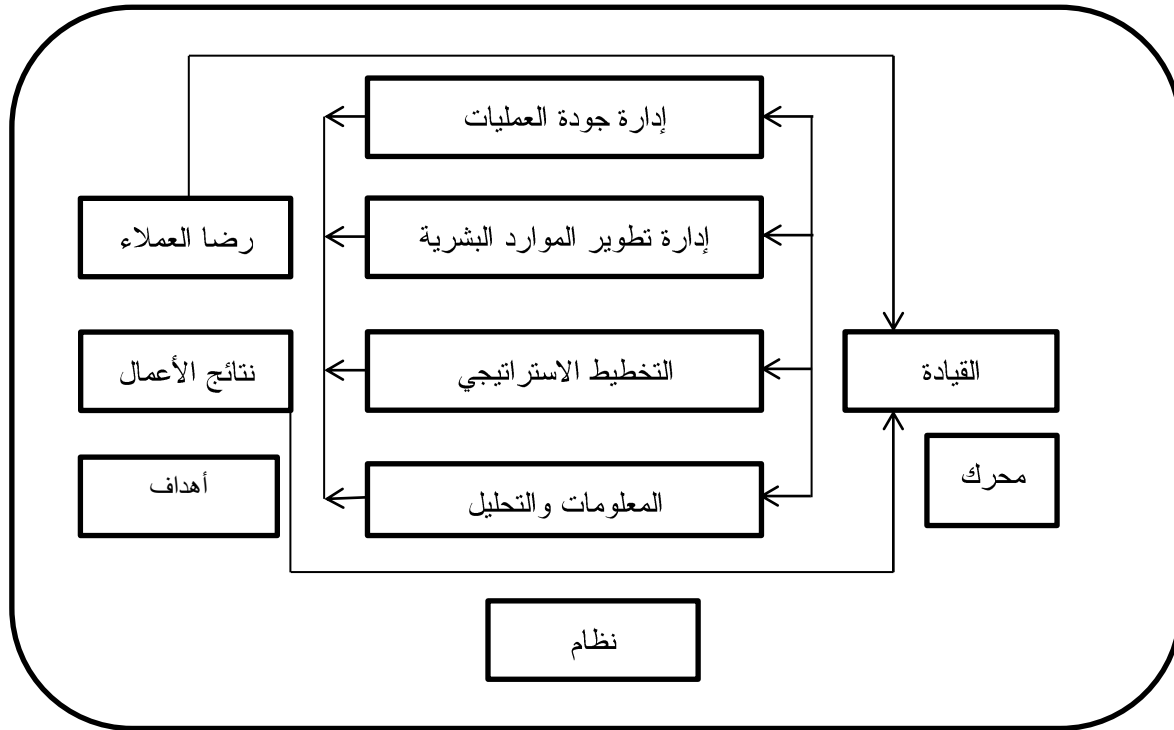 إدارة جودة العمليات
إدارة تطوير الموارد البشرية
رضا العملاء
القيادة
التخطيط الاستراتيجي
نتائج الأعمال
محرك
المعلومات والتحليل
أهداف
نظام